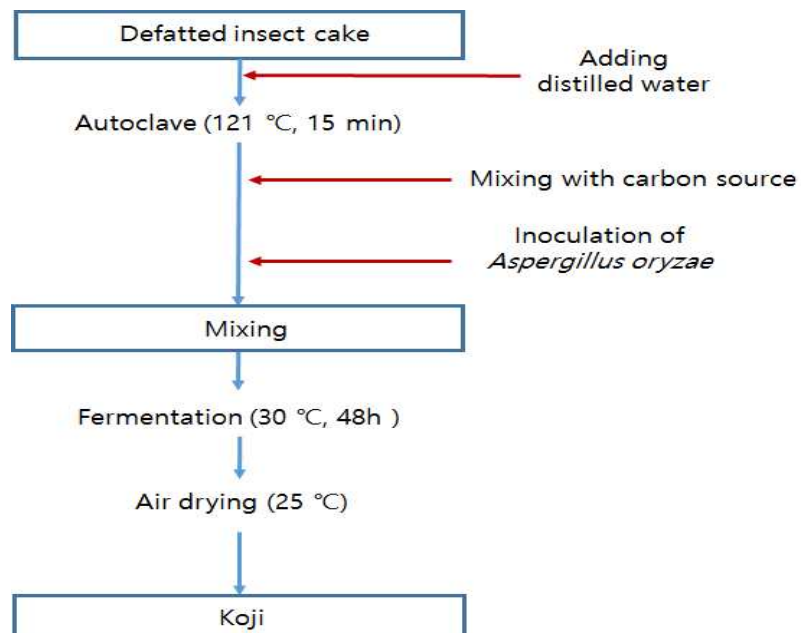 Defatted insect cake
Adding
distilled water
Autoclave (121 ℃, 15 min)
Mixing with carbon source
Inoculation of
Aspergillus oryzae
Mixing
Fermentation (30 ℃, 48h )
Air drying (25 ℃)
Koji